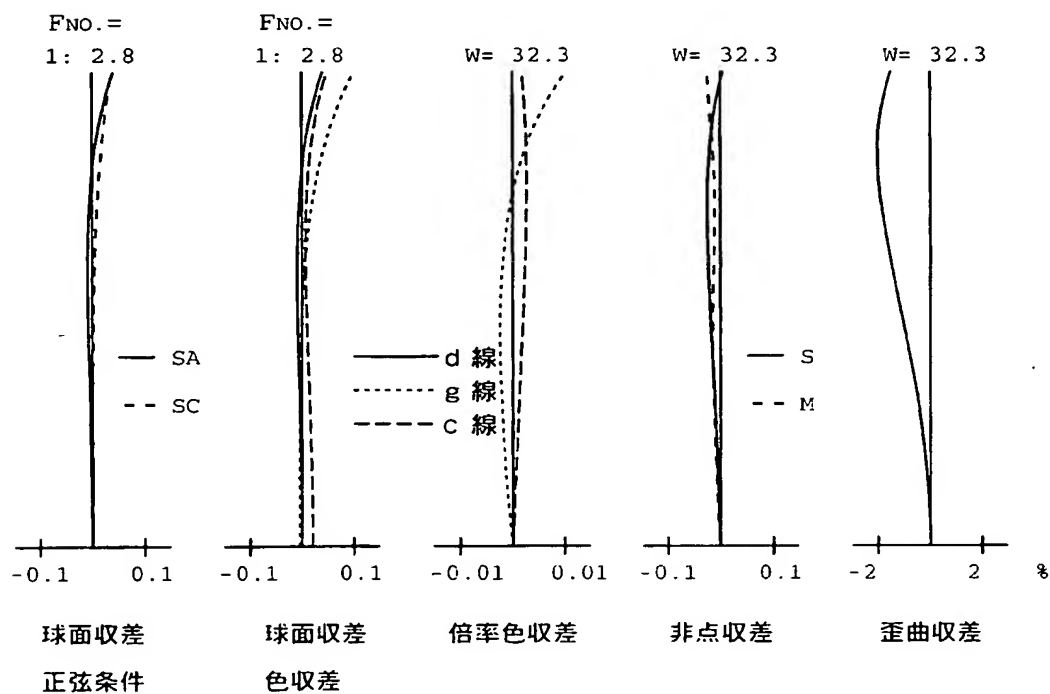 FNO.=
1: 2.8
FNO.=
1: 2.8
W= 32.3
W= 32.3
W= 32.3
SA
SC
d 線
g 線
c 線
S
M
-0.1 0.1
-0.1 0.1
-0.01 0.01
-0.1 0.1
-2 2 %
球面収差
正弦条件
球面収差
色収差
倍率色収差
非点収差
歪曲収差